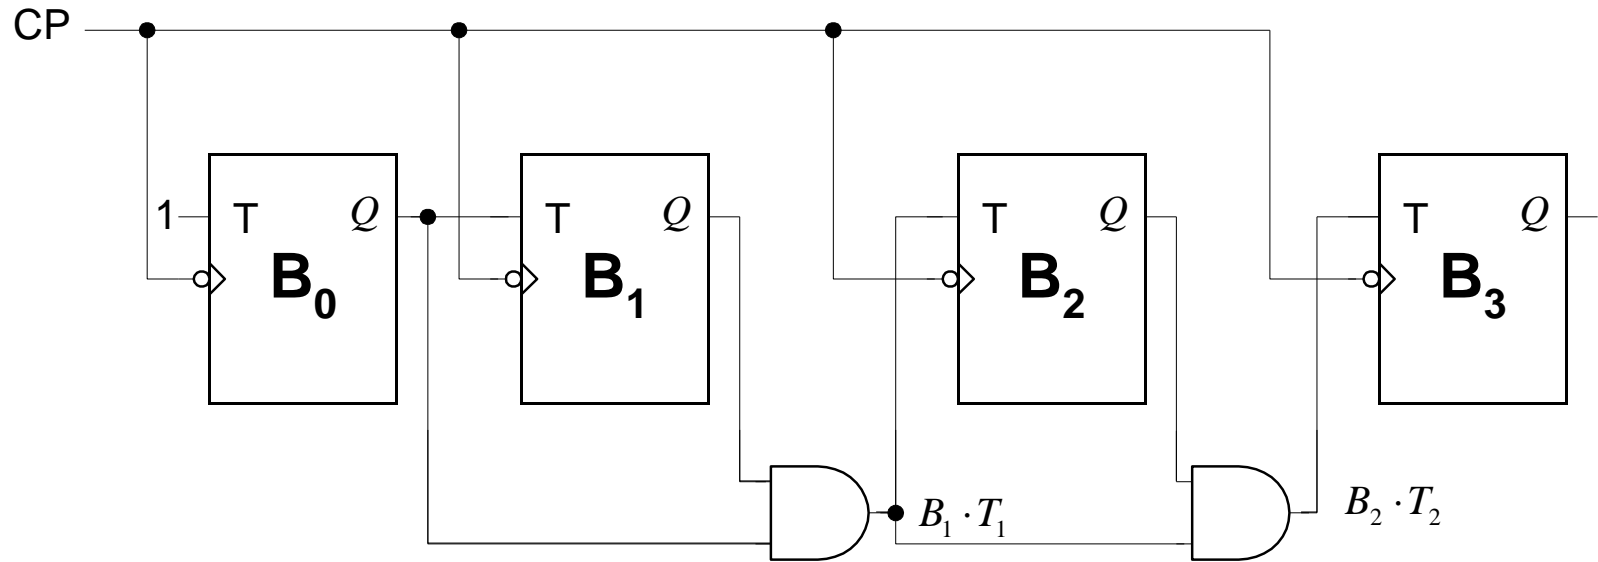 CP
1 T Q T Q T Q T Q
B₀ B₁ B₂ B₃
B₁ · T₁ B₂ · T₂